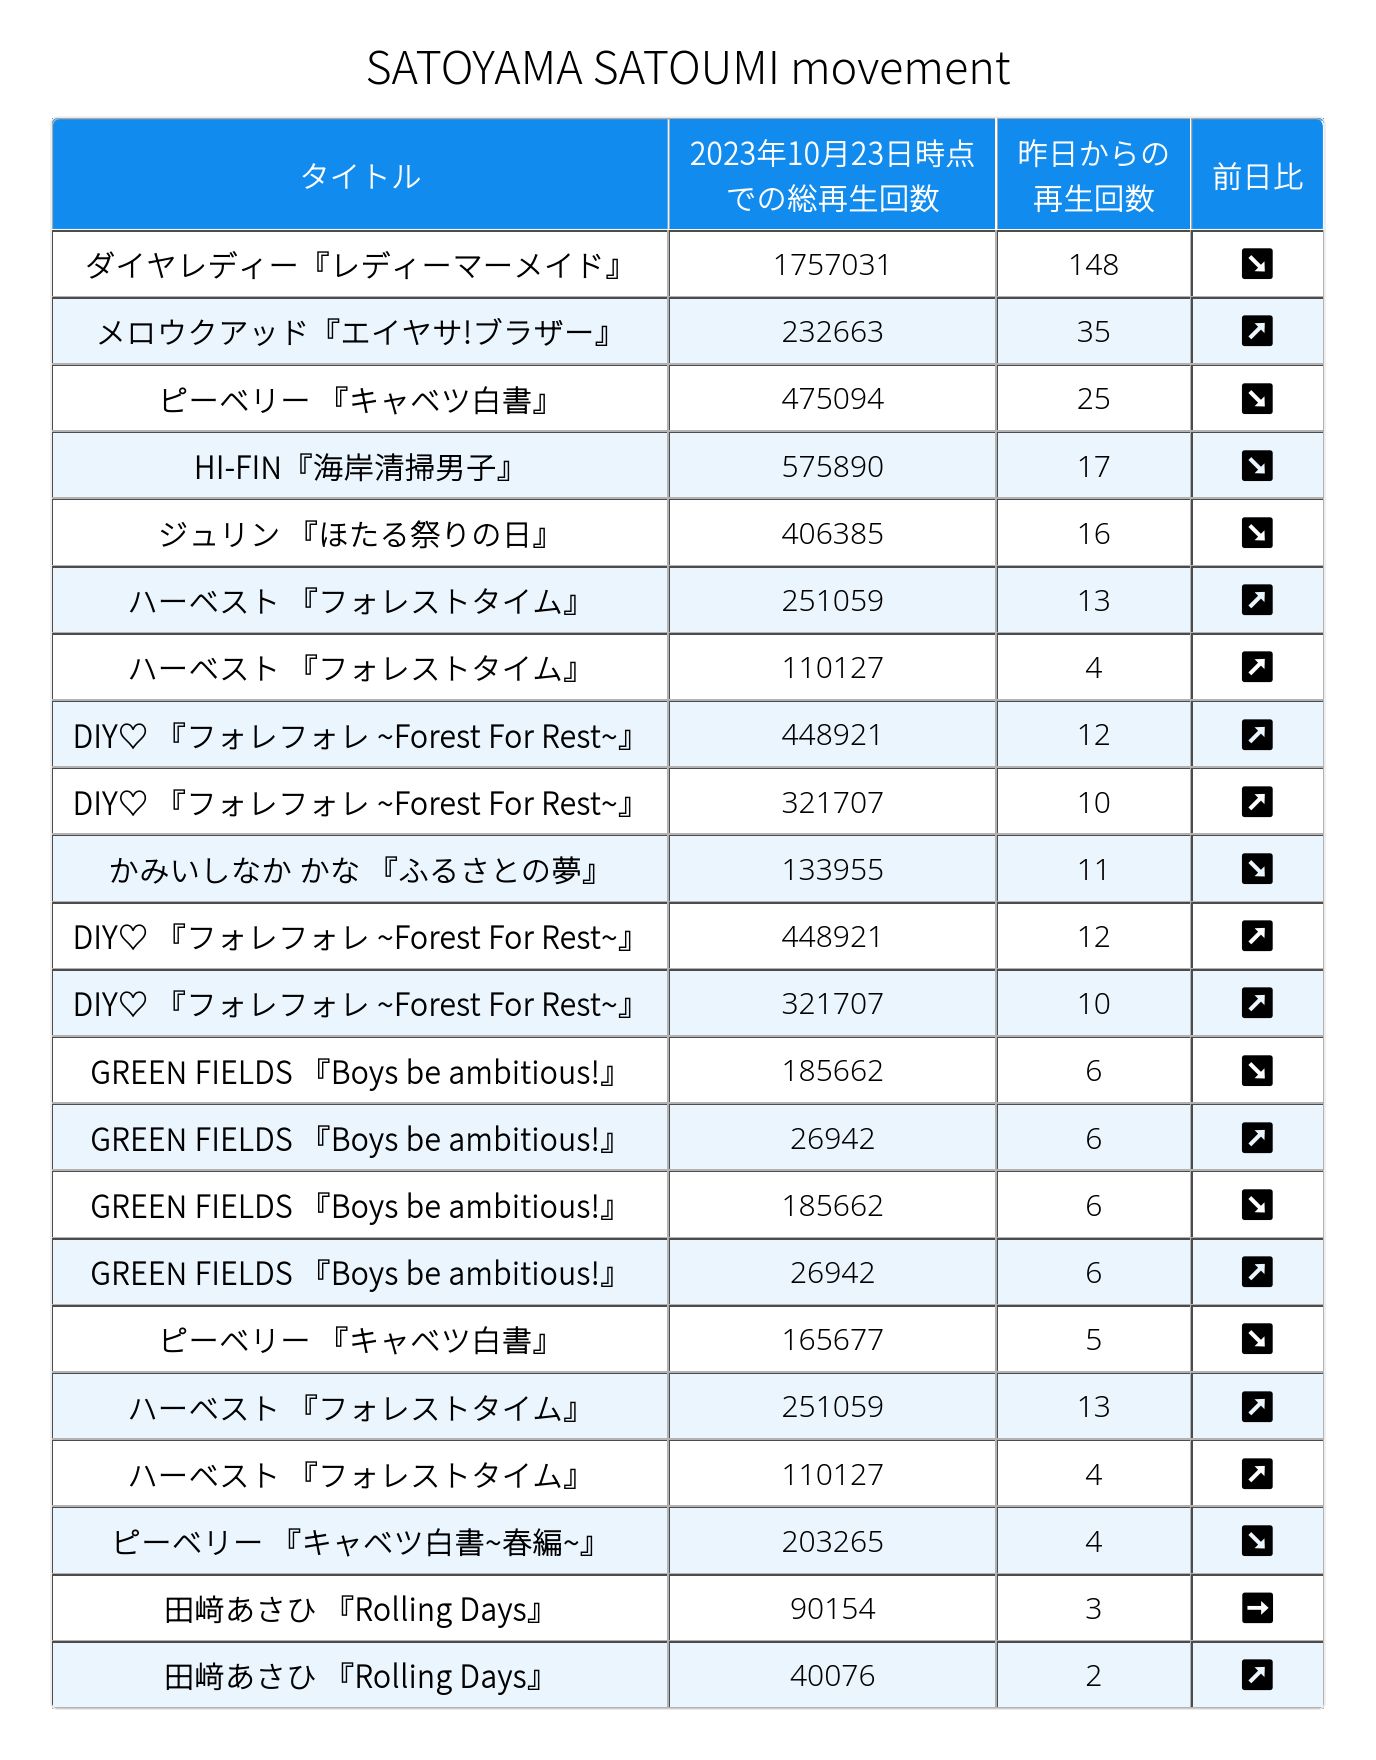 SATOYAMA SATOUMI movement
タイトル 2023年10月23日時点での総再生回数 昨日からの再生回数 前日比
ダイヤレディー『レディーマーメイド』 1757031 148 ↘
メロウクアッド『エイヤサ!ブラザー』 232663 35 ↗
ピーベリー 『キャベツ白書』 475094 25 ↘
HI-FIN『海岸清掃男子』 575890 17 ↘
ジュリン 『ほたる祭りの日』 406385 16 ↘
ハーベスト 『フォレストタイム』 251059 13 ↗
ハーベスト 『フォレストタイム』 110127 4 ↗
DIY♡ 『フォレフォレ ~Forest For Rest~』 448921 12 ↗
DIY♡ 『フォレフォレ ~Forest For Rest~』 321707 10 ↗
かみいしなか かな 『ふるさとの夢』 133955 11 ↘
DIY♡ 『フォレフォレ ~Forest For Rest~』 448921 12 ↗
DIY♡ 『フォレフォレ ~Forest For Rest~』 321707 10 ↗
GREEN FIELDS 『Boys be ambitious!』 185662 6 ↘
GREEN FIELDS 『Boys be ambitious!』 26942 6 ↗
GREEN FIELDS 『Boys be ambitious!』 185662 6 ↘
GREEN FIELDS 『Boys be ambitious!』 26942 6 ↗
ピーベリー 『キャベツ白書』 165677 5 ↘
ハーベスト 『フォレストタイム』 251059 13 ↗
ハーベスト 『フォレストタイム』 110127 4 ↗
ピーベリー 『キャベツ白書~春編~』 203265 4 ↘
田﨑あさひ 『Rolling Days』 90154 3 →
田﨑あさひ 『Rolling Days』 40076 2 ↗